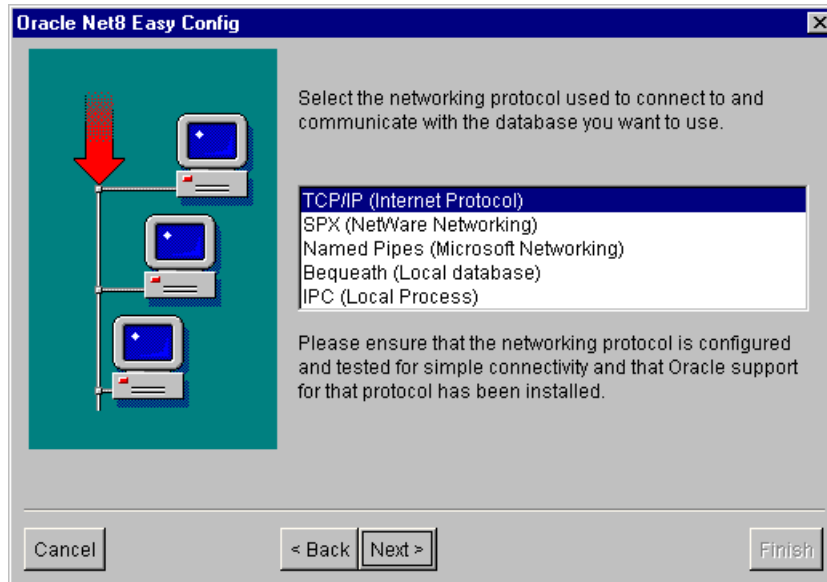 Oracle Net8 Easy Config
Select the networking protocol used to connect to and
communicate with the database you want to use.
TCP/IP (Internet Protocol)
SPX (NetWare Networking)
Named Pipes (Microsoft Networking)
Bequeath (Local database)
IPC (Local Process)
Please ensure that the networking protocol is configured
and tested for simple connectivity and that Oracle support
for that protocol has been installed.
Cancel
< Back
Next >
Finish